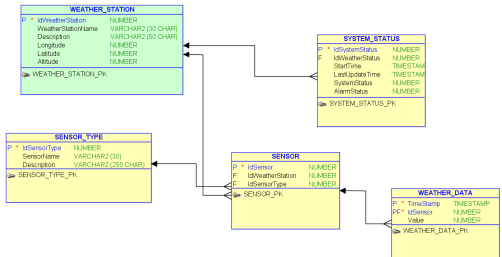 WEATHER_STATION
P * IdWeatherStation NUMBER
WeatherStationName VARCHAR2 (30 CHAR)
Description VARCHAR2 (50 CHAR)
Longitude NUMBER
Latitude NUMBER
Altitude NUMBER
WEATHER_STATION_PK
SYSTEM_STATUS
P * IdSystemStatus NUMBER
F IdWeatherStatus NUMBER
StartTime TIMESTAM
LastUpdateTime TIMESTAM
SystemStatus NUMBER
AlarmStatus NUMBER
SYSTEM_STATUS_PK
SENSOR_TYPE
P * IdSensorType NUMBER
SensorName VARCHAR2 (30)
Description VARCHAR2 (255 CHAR)
SENSOR_TYPE_PK
SENSOR
P * IdSensor NUMBER
F IdWeatherStation NUMBER
F IdSensorType NUMBER
SENSOR_PK
WEATHER_DATA
P * TimeStamp TIMESTAMP
PF* IdSensor NUMBER
Value NUMBER
WEATHER_DATA_PK